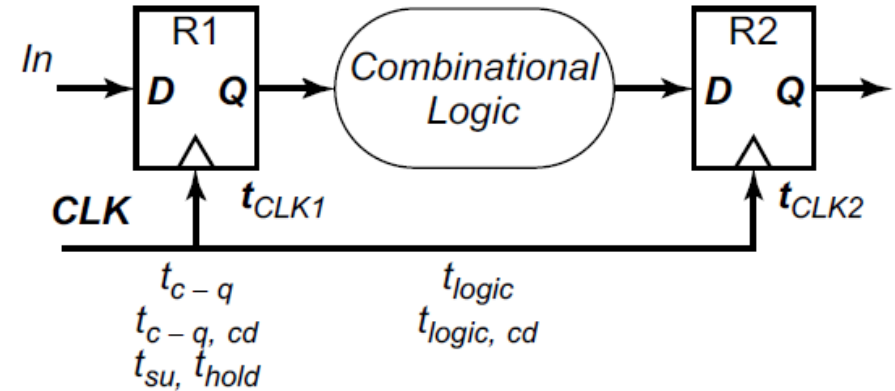 R1
R2
In
D Q
Combinational
Logic
D Q
CLK
t_CLK1
t_CLK2
t_c – q
t_logic
t_c – q, cd
t_logic, cd
t_su, t_hold